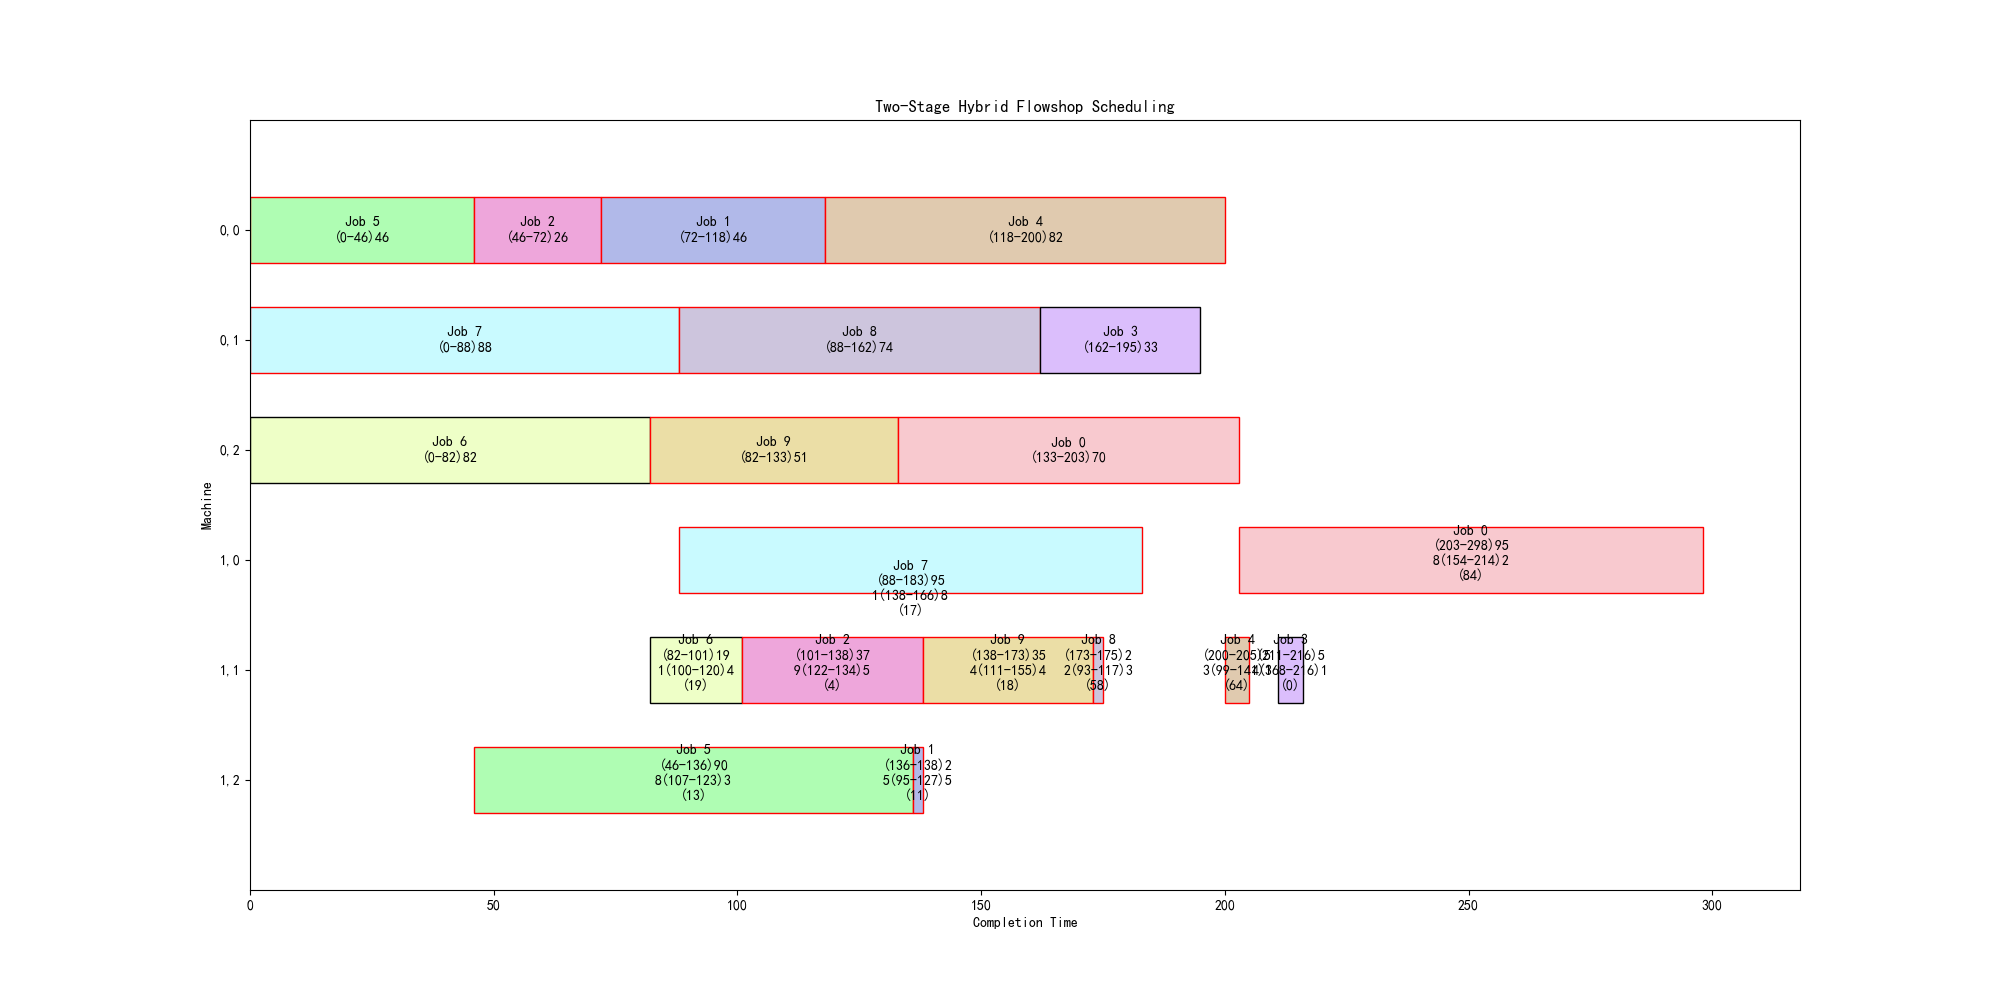 Two-Stage Hybrid Flowshop Scheduling
Machine
0,0
Job 5
(0-46)46
Job 2
(46-72)26
Job 1
(72-118)46
Job 4
(118-200)82
0,1
Job 7
(0-88)88
Job 8
(88-162)74
Job 3
(162-195)33
0,2
Job 6
(0-82)82
Job 9
(82-133)51
Job 0
(133-203)70
1,0
Job 7
(88-183)95
1(138-166)8
(17)
Job 0
(203-298)95
8(154-214)2
(84)
1,1
Job 6
(82-101)19
1(100-120)4
(19)
Job 2
(101-138)37
9(122-134)5
(4)
Job 9
(138-173)35
4(111-155)4
(18)
Job 8
(173-175)2
2(93-117)3
(58)
Job 4
(200-205)5
(64)
Job 3
(211-216)5
(0)
1,2
Job 5
(46-136)90
8(107-123)3
(13)
Job 1
(136-138)2
5(95-127)5
(11)
0
50
100
150
200
250
300
Completion Time